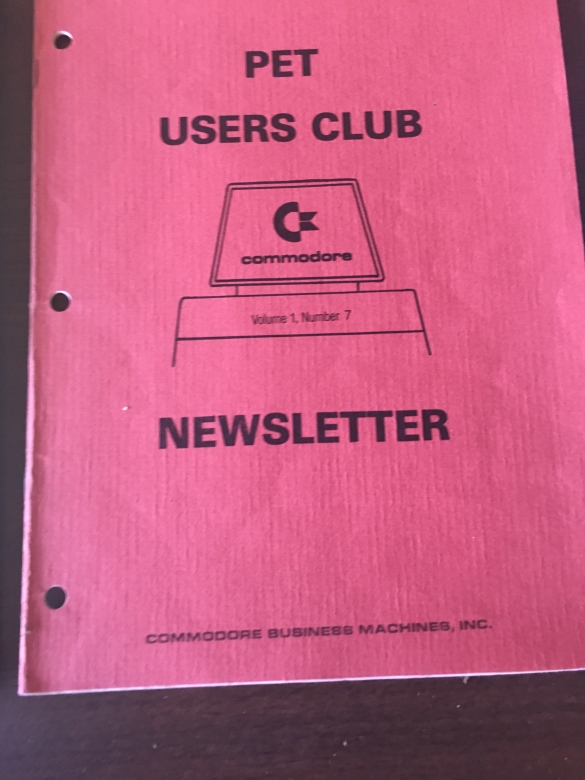 PET
USERS CLUB
commodore
Volume 1, Number 7
NEWSLETTER
COMMODORE BUSINESS MACHINES, INC.